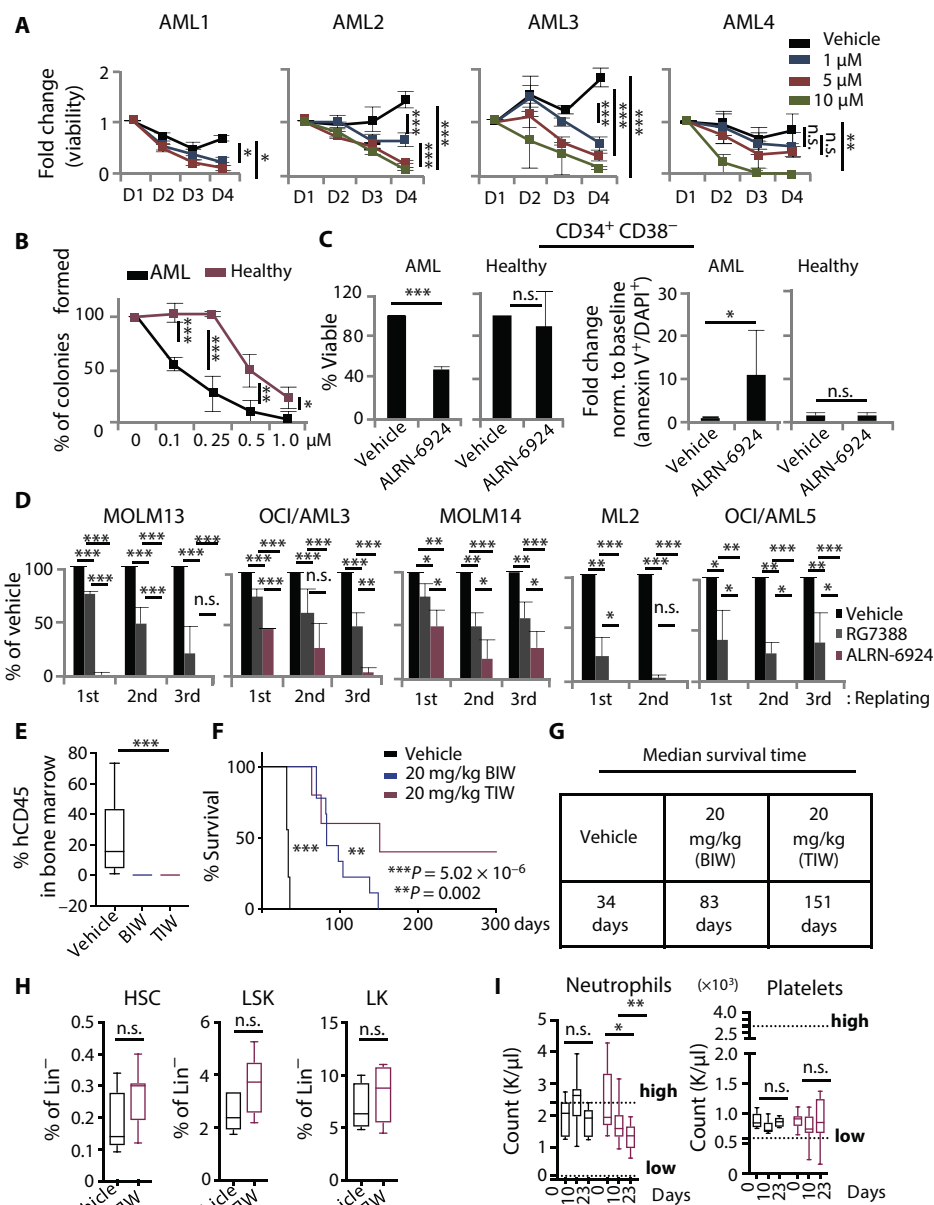 A
AML1
AML2
AML3
AML4
Vehicle
1 μM
5 μM
10 μM
Fold change
(viability)
2
1
0
*
*
***
***
***
***
***
***
n.s.
n.s.
**
D1 D2 D3 D4
D1 D2 D3 D4
D1 D2 D3 D4
D1 D2 D3 D4
B
AML
Healthy
% of colonies formed
100
50
0
***
***
**
*
0 0.1 0.25 0.5 1.0 μM
C
CD34+ CD38−
AML
Healthy
AML
Healthy
% Viable
120
80
40
0
***
n.s.
Vehicle
ALRN-6924
Vehicle
ALRN-6924
Fold change
norm. to baseline
(annexin V+/DAPI+)
30
20
10
0
*
n.s.
Vehicle
ALRN-6924
Vehicle
ALRN-6924
D
MOLM13
OCI/AML3
MOLM14
ML2
OCI/AML5
% of vehicle
100
50
0
*** *** ***
*** *** ***
*** *** n.s.
*** *** ***
*** *** ***
*** n.s. **
** *** ***
* ** **
* * *
*** ***
** ***
* n.s.
** *** ***
* ** **
* * *
Vehicle
RG7388
ALRN-6924
1st 2nd 3rd
1st 2nd 3rd
1st 2nd 3rd
1st 2nd
1st 2nd 3rd
: Replating
E
% hCD45
in bone marrow
80
60
40
20
0
−20
***
Vehicle
BIW
TIW
F
Vehicle
20 mg/kg BIW
20 mg/kg TIW
% Survival
100
50
0
***
**
***P = 5.02 × 10−6
**P = 0.002
100 200 300 days
G
Median survival time
Vehicle
20
mg/kg
(BIW)
20
mg/kg
(TIW)
34
days
83
days
151
days
H
HSC
LSK
LK
% of Lin−
0.5
0.4
0.3
0.2
0.1
0
n.s.
% of Lin−
6
4
2
0
n.s.
% of Lin−
15
10
5
0
n.s.
I
Neutrophils
(×10³)
Platelets
Count (K/μl)
5
4
3
2
1
0
n.s.
*
**
high
low
0 10 23 0 10 23 Days
Count (K/μl)
4.0
2.5
2.0
1.5
1.0
0.5
0
high
n.s.
n.s.
low
0 10 23 0 10 23 Days